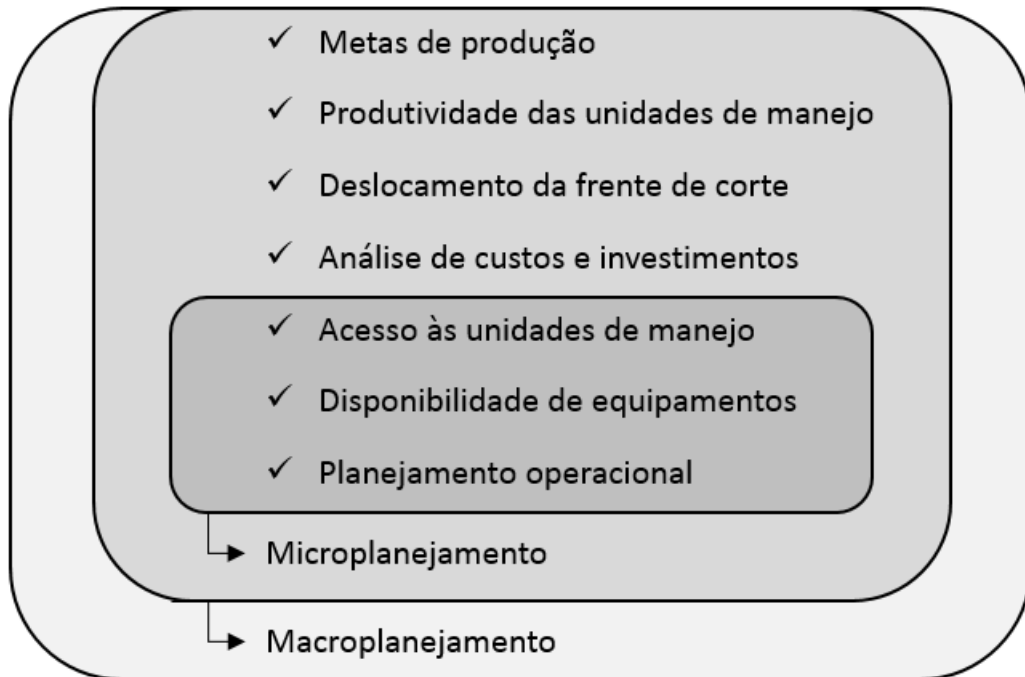 ✓ Metas de produção
✓ Produtividade das unidades de manejo
✓ Deslocamento da frente de corte
✓ Análise de custos e investimentos
✓ Acesso às unidades de manejo
✓ Disponibilidade de equipamentos
✓ Planejamento operacional
Microplanejamento
Macroplanejamento